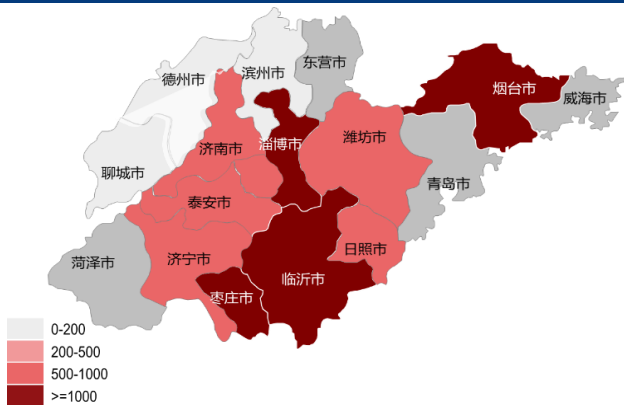 东营市
滨州市
德州市
烟台市
威海市
淄博市
潍坊市
济南市
聊城市
青岛市
泰安市
日照市
济宁市
菏泽市
临沂市
枣庄市
0-200
200-500
500-1000
>=1000